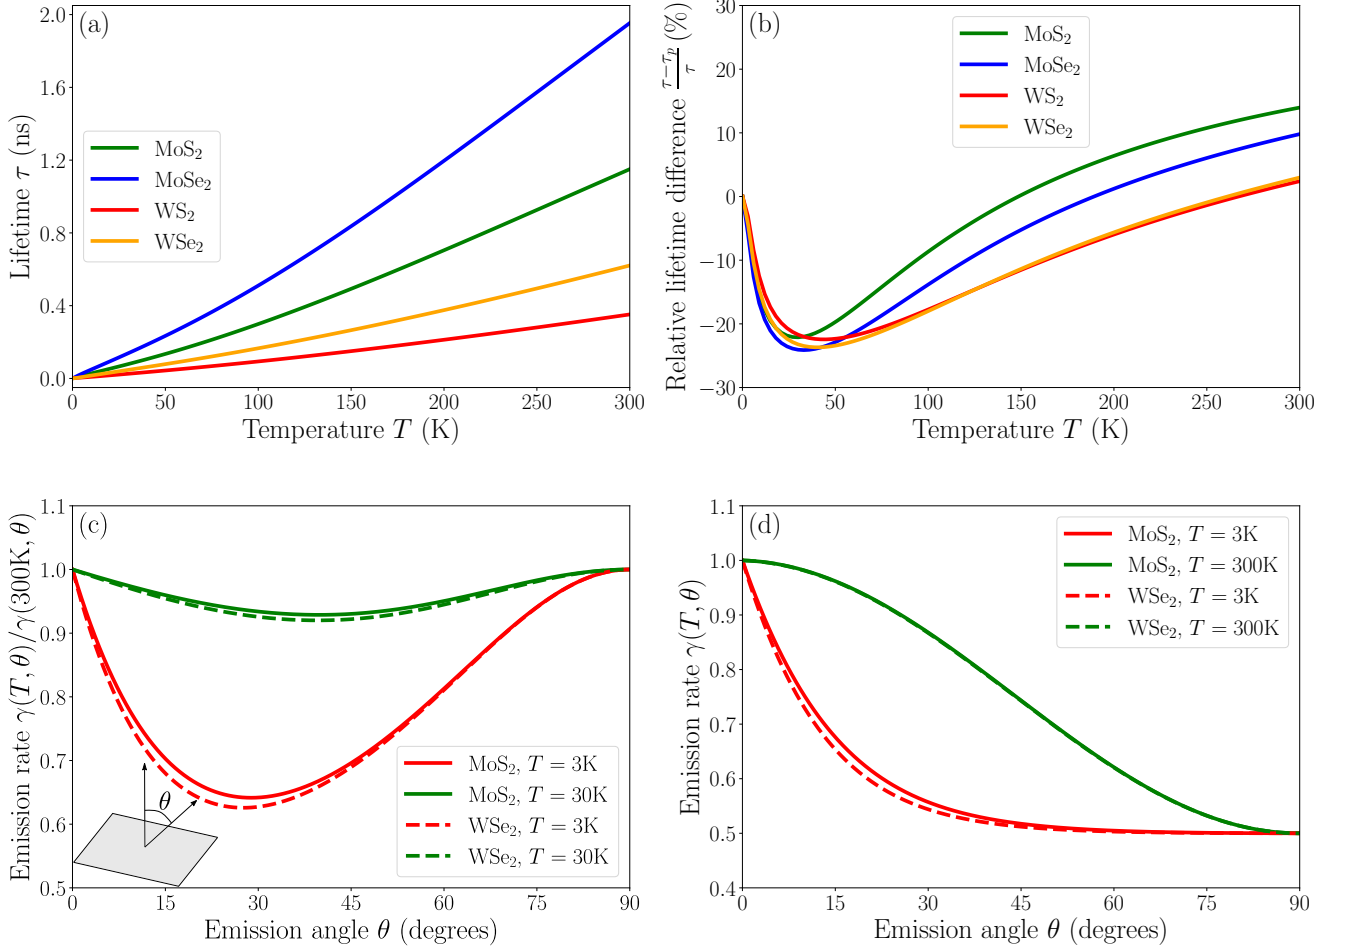 (a)
Lifetime τ (ns)
2.0
1.6
1.2
0.8
0.4
0.0
MoS₂
MoSe₂
WS₂
WSe₂
0 50 100 150 200 250 300
Temperature T (K)
(b)
Relative lifetime difference (τ−τₚ)/τ (%)
30
20
10
0
−10
−20
−30
MoS₂
MoSe₂
WS₂
WSe₂
0 50 100 150 200 250 300
Temperature T (K)
(c)
Emission rate γ(T, θ)/γ(300K, θ)
1.1
1.0
0.9
0.8
0.7
0.6
0.5
θ
MoS₂, T = 3K
MoS₂, T = 30K
WSe₂, T = 3K
WSe₂, T = 30K
0 15 30 45 60 75 90
Emission angle θ (degrees)
(d)
Emission rate γ(T, θ)
1.1
1.0
0.9
0.8
0.7
0.6
0.5
0.4
MoS₂, T = 3K
MoS₂, T = 300K
WSe₂, T = 3K
WSe₂, T = 300K
0 15 30 45 60 75 90
Emission angle θ (degrees)